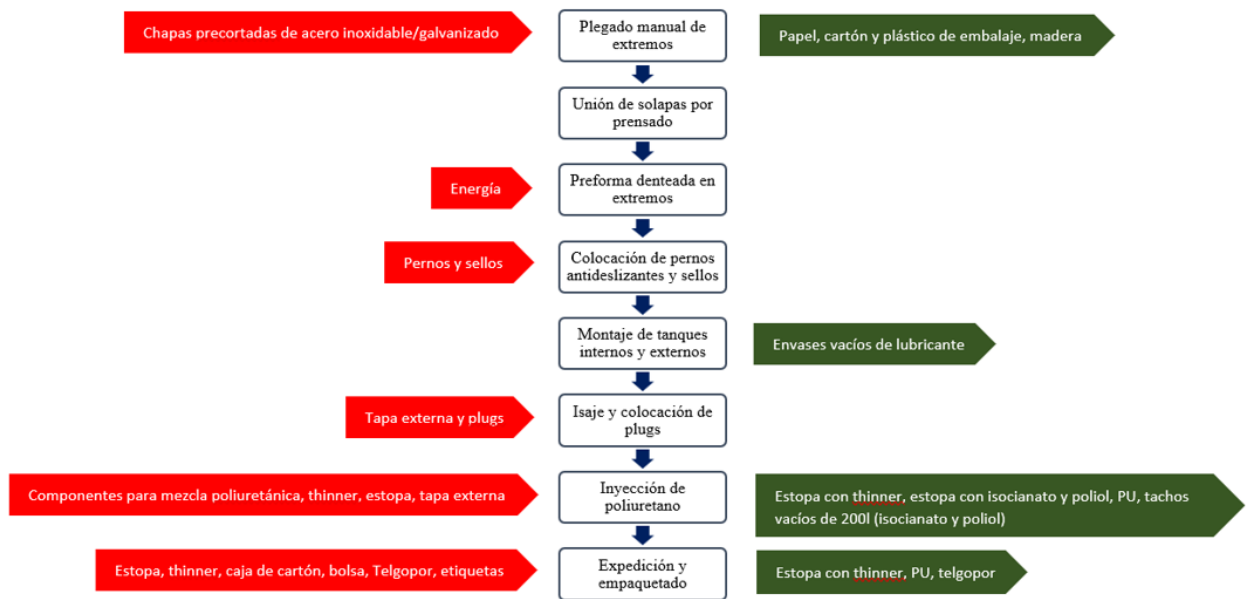 Chapas precortadas de acero inoxidable/galvanizado
Plegado manual de
extremos
Papel, cartón y plástico de embalaje, madera
Unión de solapas por
prensado
Energía
Preforma denteada en
extremos
Pernos y sellos
Colocación de pernos
antideslizantes y sellos
Montaje de tanques
internos y externos
Envases vacíos de lubricante
Tapa externa y plugs
Isaje y colocación de
plugs
Componentes para mezcla poliuretánica, thinner, estopa, tapa externa
Inyección de
poliuretano
Estopa con thinner, estopa con isocianato y poliol, PU, tachos
vacíos de 200l (isocianato y poliol)
Estopa, thinner, caja de cartón, bolsa, Telgopor, etiquetas
Expedición y
empaquetado
Estopa con thinner, PU, telgopor